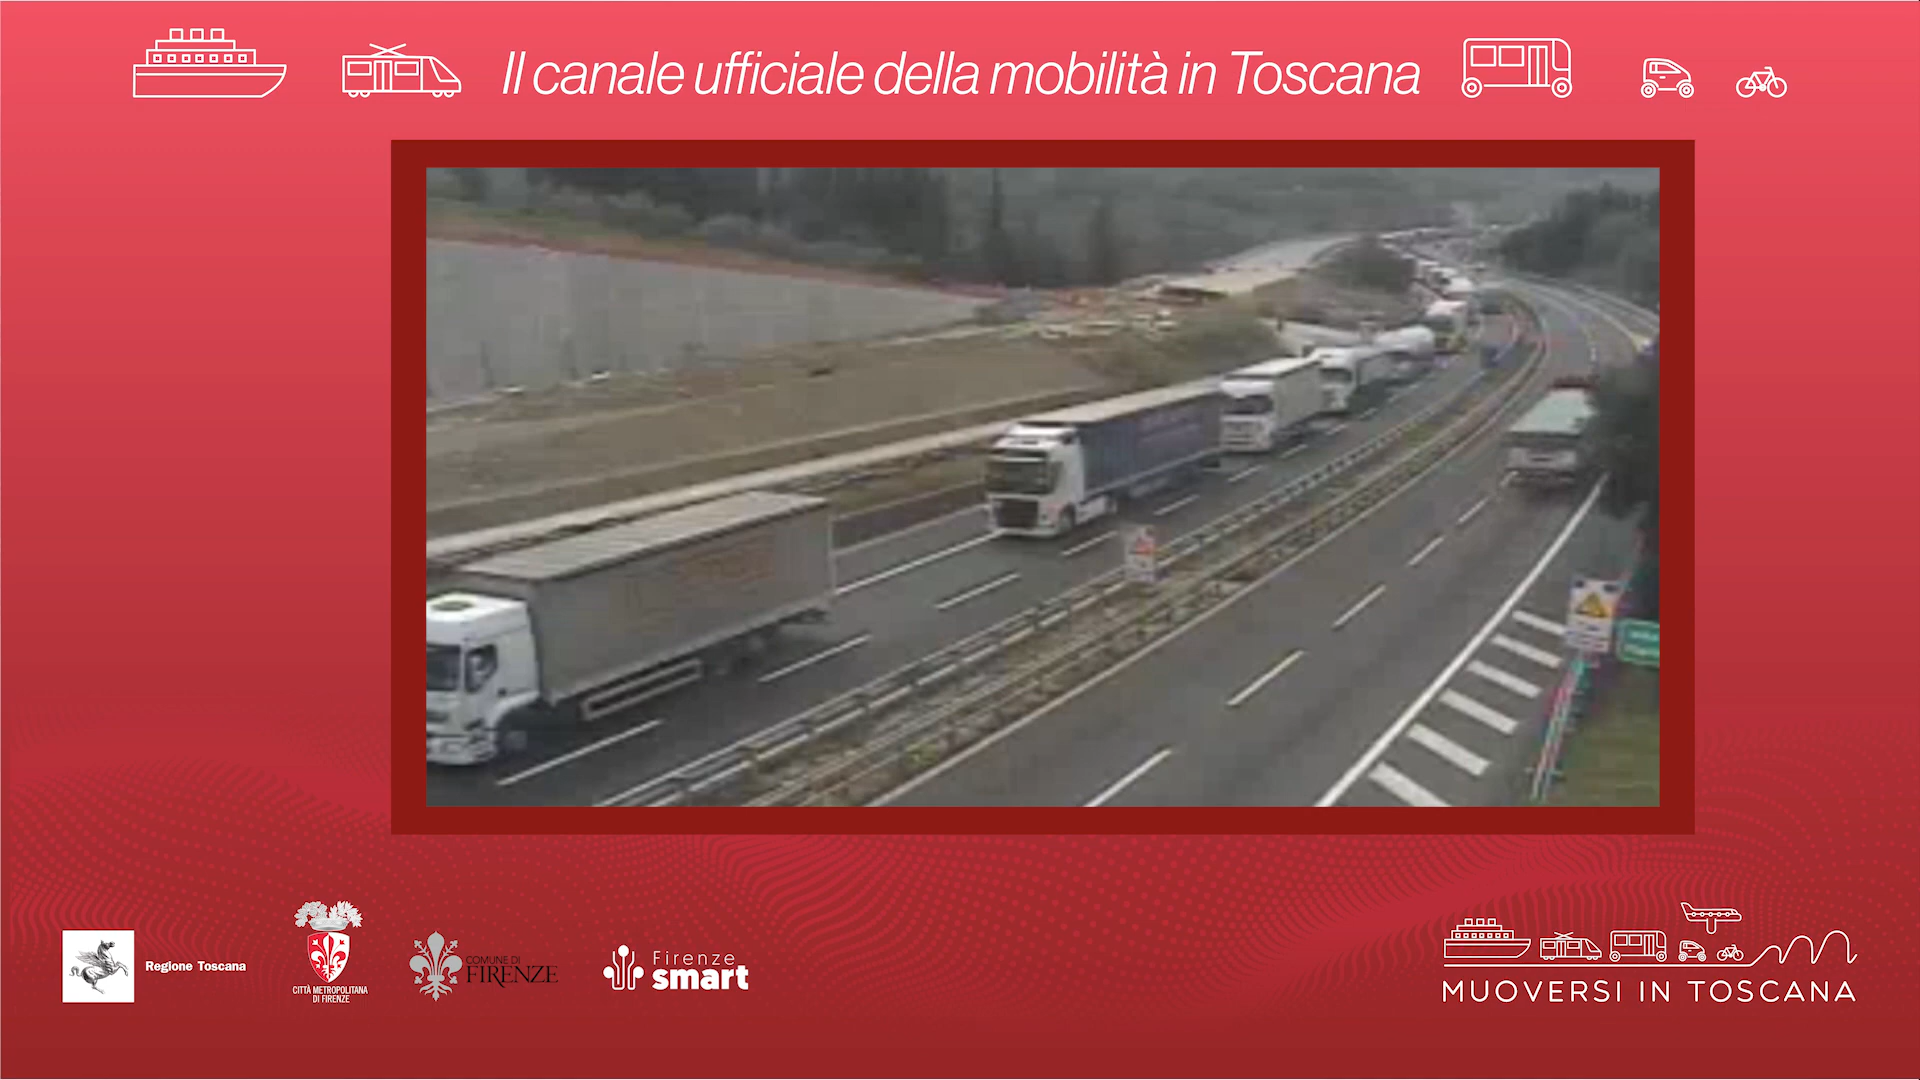 Il canale ufficiale della mobilità in Toscana
Regione Toscana
CITTÀ METROPOLITANA
DI FIRENZE
COMUNE DI
FIRENZE
Firenze
smart
MUOVERSI IN TOSCANA